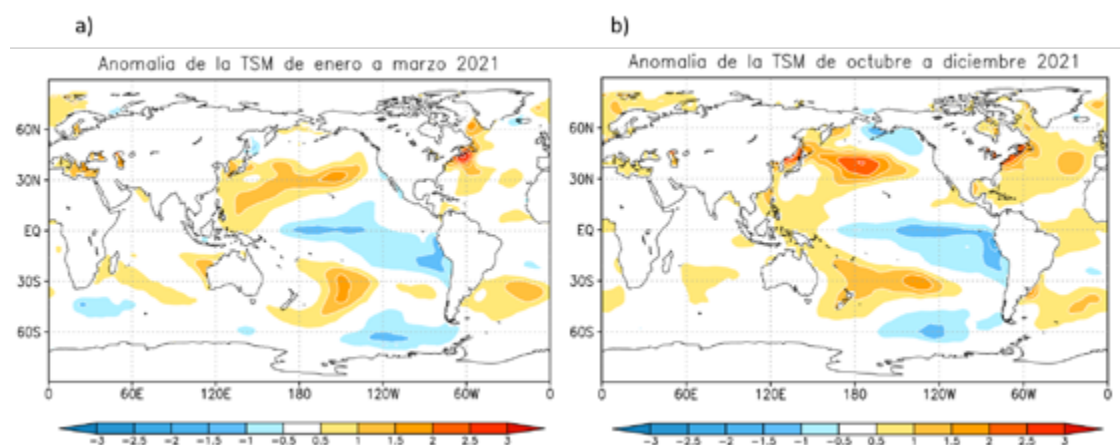 a)
b)
Anomalia de la TSM de enero a marzo 2021
Anomalia de la TSM de octubre a diciembre 2021
60N
30N
EQ
30S
60S
0 60E 120E 180 120W 60W 0
-3 -2.5 -2 -1.5 -1 -0.5 0.5 1 1.5 2 2.5 3
60N
30N
EQ
30S
60S
0 60E 120E 180 120W 60W 0
-3 -2.5 -2 -1.5 -1 -0.5 0.5 1 1.5 2 2.5 3